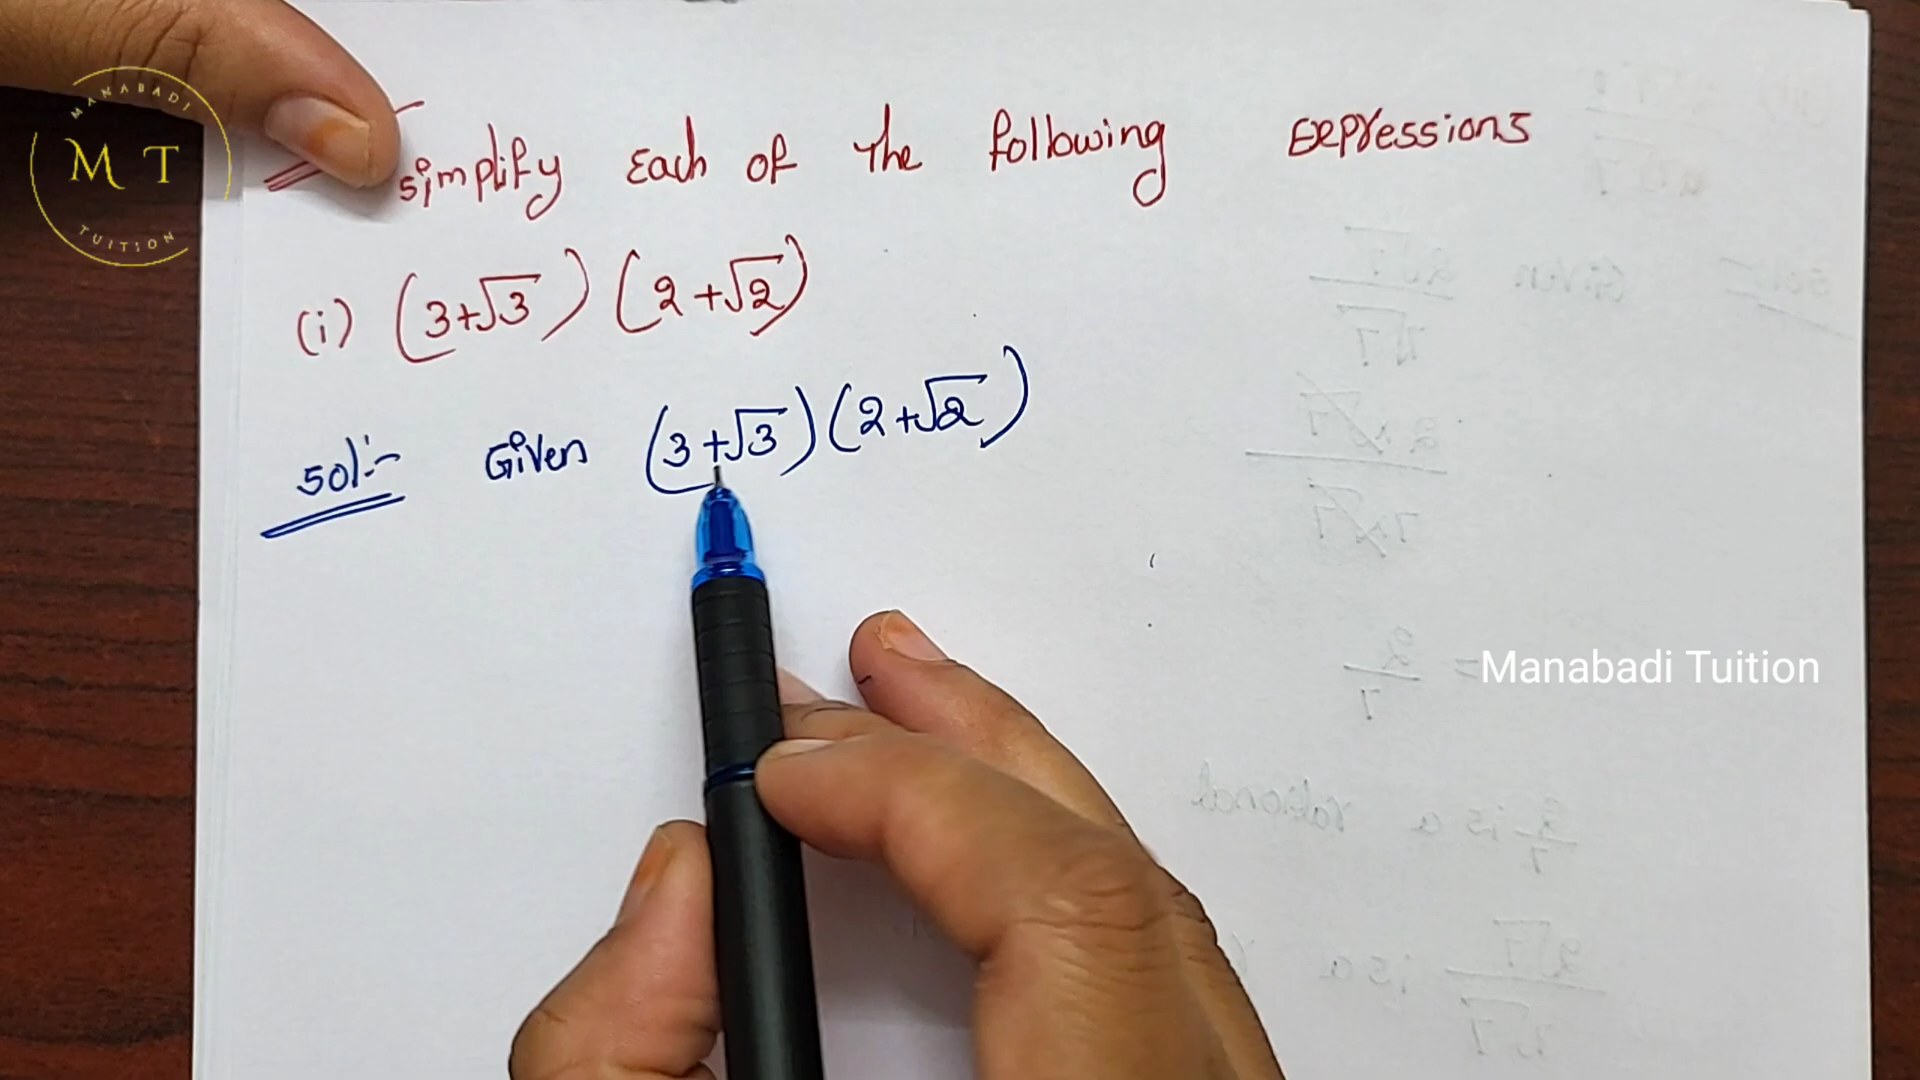 MANABADI
M T
TUITION
simplify Each of The following Expressions
(i) (3+√3) (2+√2)
Sol:- Given (3+√3)(2+√2)
Manabadi Tuition